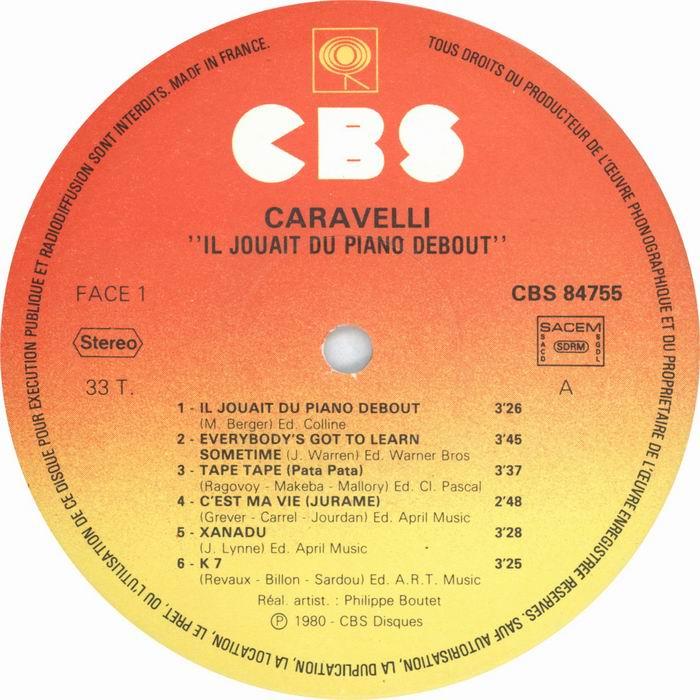 TOUS DROITS DU PRODUCTEUR DE L'ŒUVRE PHONOGRAPHIQUE ET DU PROPRIETAIRE DE L'ŒUVRE ENREGISTREE RESERVES. SAUF AUTORISATION, LA DUPLICATION, LA LOCATION, LE PRET, OU L'UTILISATION DE CE DISQUE POUR EXECUTION PUBLIQUE ET RADIODIFFUSION SONT INTERDITS. MADE IN FRANCE.
CBS
CARAVELLI
"IL JOUAIT DU PIANO DEBOUT"
FACE 1
CBS 84755
Stereo
SACEM
SACD
SDRM
SGDL
33 T.
A
1 - IL JOUAIT DU PIANO DEBOUT 3'26
(M. Berger) Ed. Colline
2 - EVERYBODY'S GOT TO LEARN 3'45
SOMETIME (J. Warren) Ed. Warner Bros
3 - TAPE TAPE (Pata Pata) 3'37
(Ragovoy - Makeba - Mallory) Ed. Cl. Pascal
4 - C'EST MA VIE (JURAME) 2'48
(Grever - Carrel - Jourdan) Ed. April Music
5 - XANADU 3'28
(J. Lynne) Ed. April Music
6 - K 7 3'25
(Revaux - Billon - Sardou) Ed. A.R.T. Music
Réal. artist. : Philippe Boutet
Ⓟ 1980 - CBS Disques